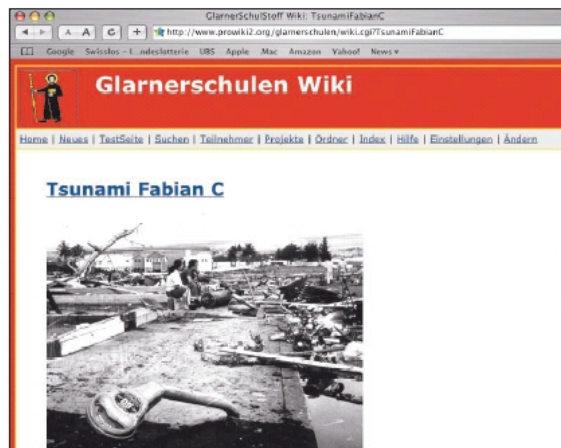 GlarnerSchulStoff Wiki: TsunamiFabianC
A A C + http://www.prowiki2.org/glarnerschulen/wiki.cgi?TsunamiFabianC
Google Swisslos – l...ndeslotterie UBS Apple .Mac Amazon Yahoo! News
Glarnerschulen Wiki
Home | Neues | TestSeite | Suchen | Teilnehmer | Projekte | Ordner | Index | Hilfe | Einstellungen | Ändern
Tsunami Fabian C